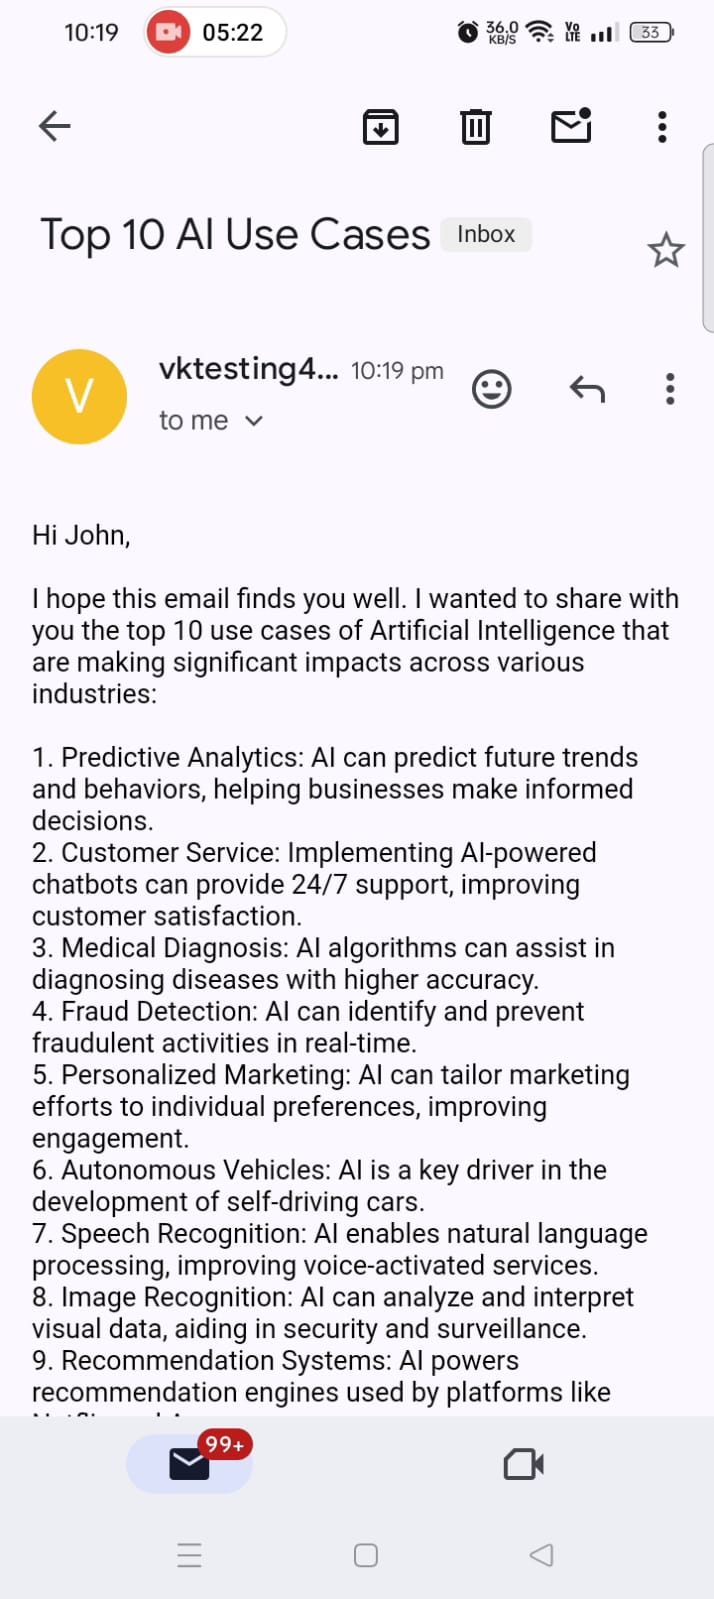 10:19 05:22 36.0 KB/S Vo LTE 33
Top 10 AI Use Cases Inbox
V
vktesting4... 10:19 pm
to me
Hi John,
I hope this email finds you well. I wanted to share with
you the top 10 use cases of Artificial Intelligence that
are making significant impacts across various
industries:
1. Predictive Analytics: AI can predict future trends
and behaviors, helping businesses make informed
decisions.
2. Customer Service: Implementing AI-powered
chatbots can provide 24/7 support, improving
customer satisfaction.
3. Medical Diagnosis: AI algorithms can assist in
diagnosing diseases with higher accuracy.
4. Fraud Detection: AI can identify and prevent
fraudulent activities in real-time.
5. Personalized Marketing: AI can tailor marketing
efforts to individual preferences, improving
engagement.
6. Autonomous Vehicles: AI is a key driver in the
development of self-driving cars.
7. Speech Recognition: AI enables natural language
processing, improving voice-activated services.
8. Image Recognition: AI can analyze and interpret
visual data, aiding in security and surveillance.
9. Recommendation Systems: AI powers
recommendation engines used by platforms like
99+